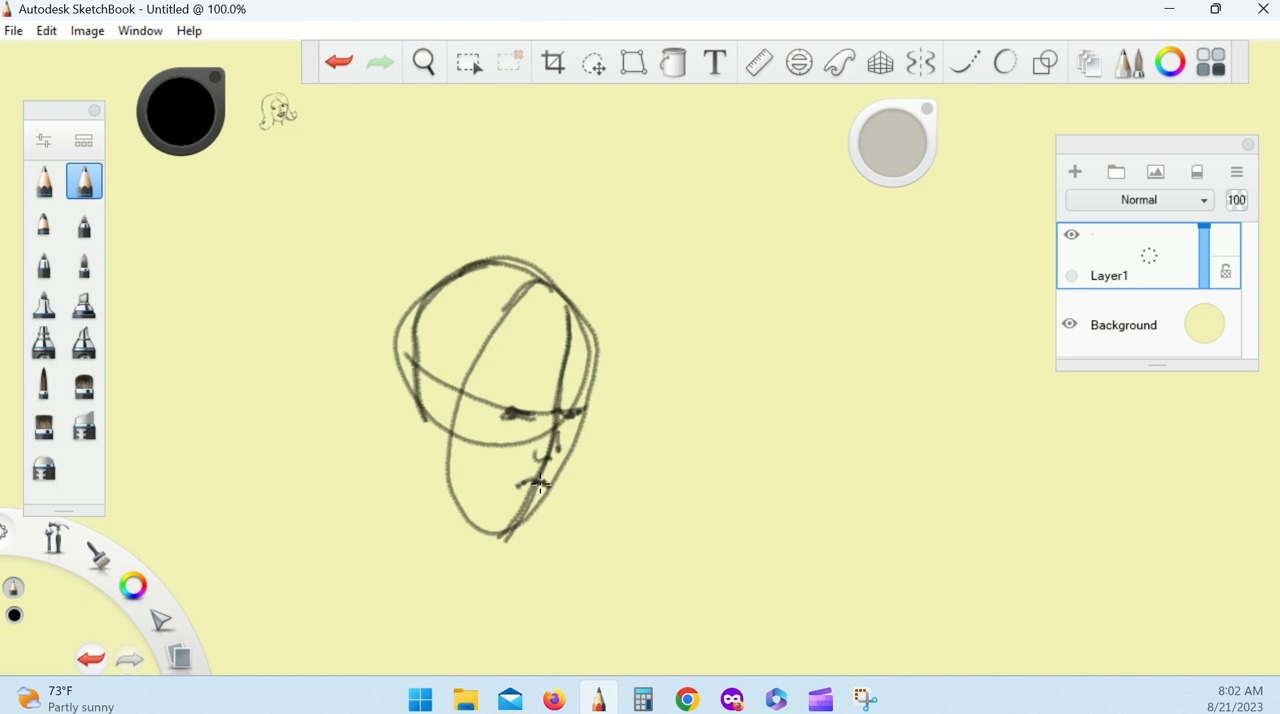 Autodesk SketchBook - Untitled @ 100.0%
File Edit Image Window Help
T
Normal 100
Layer1
Background
73°F
Partly sunny
8:02 AM
8/21/2023